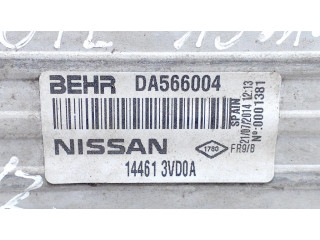 BEHR DA566004
NISSAN
14461 3VD0A
1780
SPAIN
21/07/2014 12:13
Nº:0001381
FR9/8